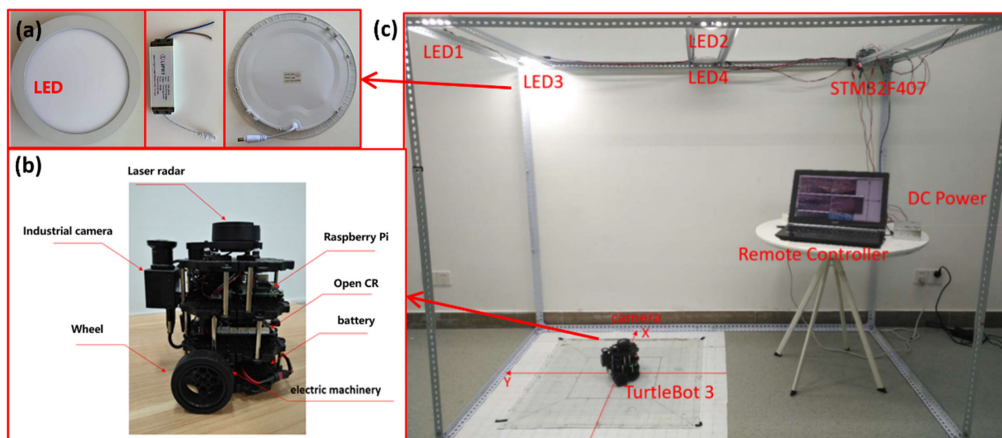 (a)
LED
(b)
Laser radar
Industrial camera
Raspberry Pi
Open CR
Wheel
battery
electric machinery
(c)
LED1
LED2
LED3
LED4
STM32F407
DC Power
Remote Controller
camera
X
Y
TurtleBot 3